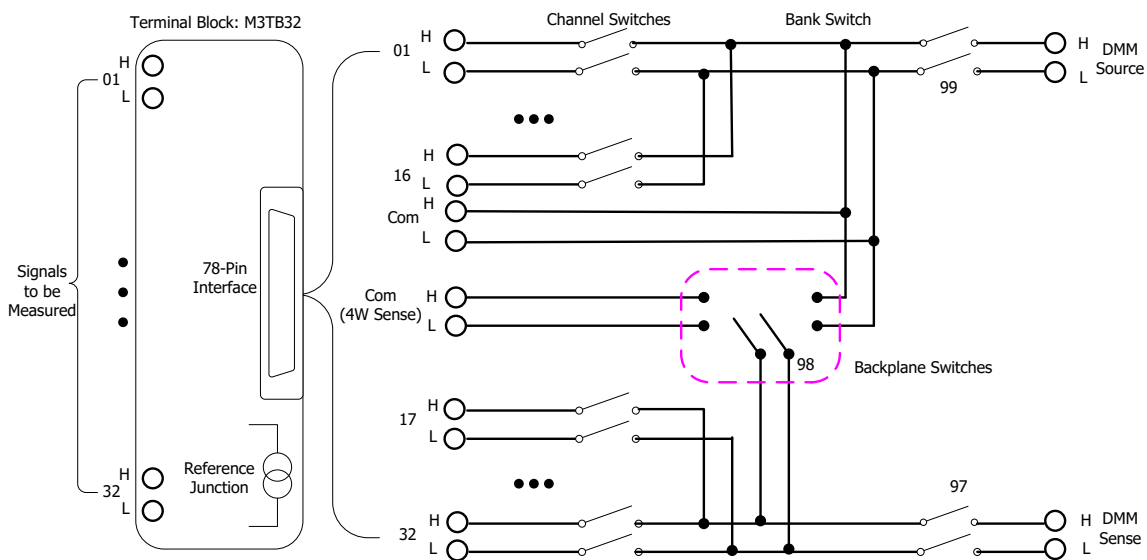 Terminal Block: M3TB32
Channel Switches
Bank Switch
H
01
L
Signals
to be
Measured
78-Pin
Interface
Reference
Junction
H
32
L
H
01
L
H
16
L
H
Com
L
Com
(4W Sense)
H
L
H
17
L
H
32
L
99
H
L
DMM
Source
98
Backplane Switches
97
H
L
DMM
Sense